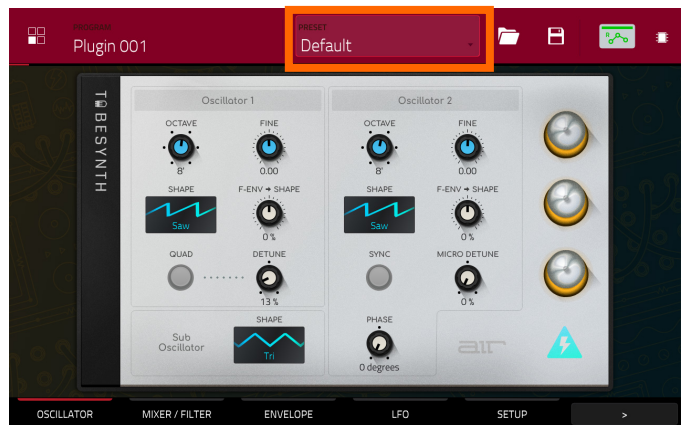 PROGRAM
Plugin 001
PRESET
Default
TUBESYNTH
Oscillator 1
Oscillator 2
OCTAVE
FINE
OCTAVE
FINE
8'
0.00
8'
0.00
SHAPE
F-ENV → SHAPE
SHAPE
F-ENV → SHAPE
Saw
0 %
Saw
0 %
QUAD
DETUNE
SYNC
MICRO DETUNE
13 %
0 %
Sub
Oscillator
SHAPE
Tri
PHASE
0 degrees
air
OSCILLATOR
MIXER / FILTER
ENVELOPE
LFO
SETUP
>